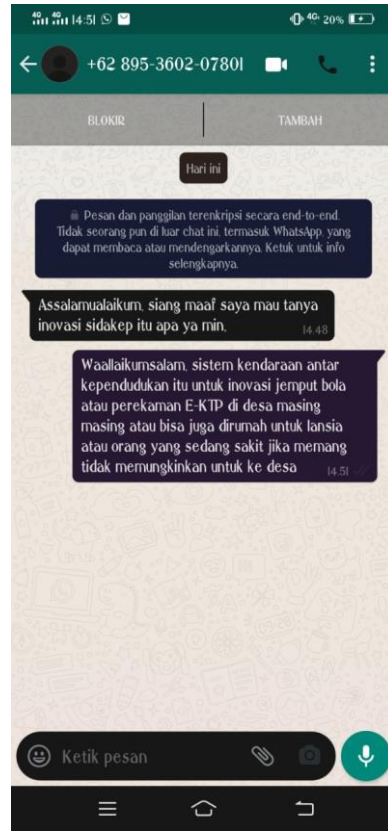 4G 4G 14:51 4G+ 20%
+62 895-3602-07801
BLOKIR TAMBAH
Hari ini
Pesan dan panggilan terenkripsi secara end-to-end.
Tidak seorang pun di luar chat ini, termasuk WhatsApp, yang
dapat membaca atau mendengarkannya. Ketuk untuk info
selengkapnya.
Assalamualaikum, siang maaf saya mau tanya
inovasi sidakep itu apa ya min,
14.48
Waallaikumsalam, sistem kendaraan antar
kependudukan itu untuk inovasi jemput bola
atau perekaman E-KTP di desa masing
masing atau bisa juga dirumah untuk lansia
atau orang yang sedang sakit jika memang
tidak memungkinkan untuk ke desa
14.51
Ketik pesan